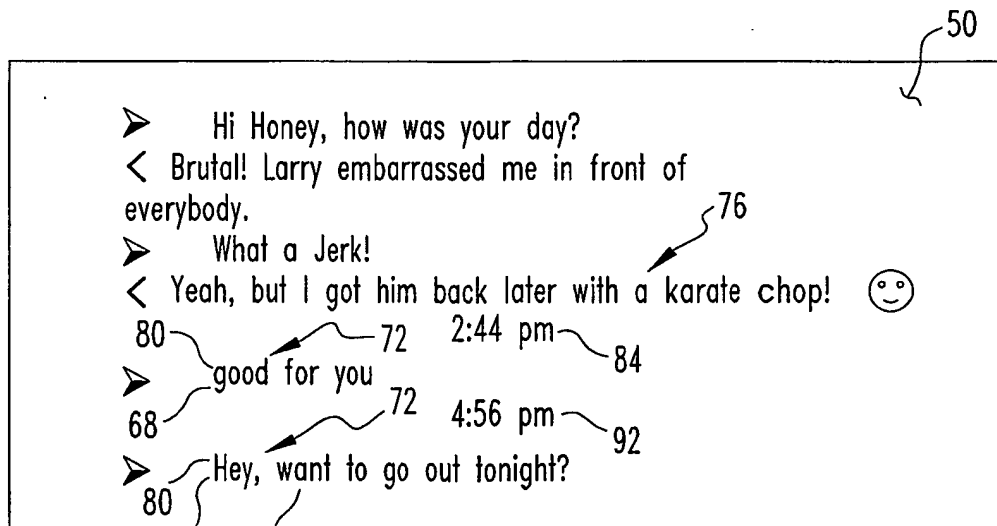 50
➢ Hi Honey, how was your day?
< Brutal! Larry embarrassed me in front of
everybody.
76
➢ What a Jerk!
< Yeah, but I got him back later with a karate chop!
80 72 2:44 pm 84
➢ good for you
68 72 4:56 pm 92
➢ Hey, want to go out tonight?
80